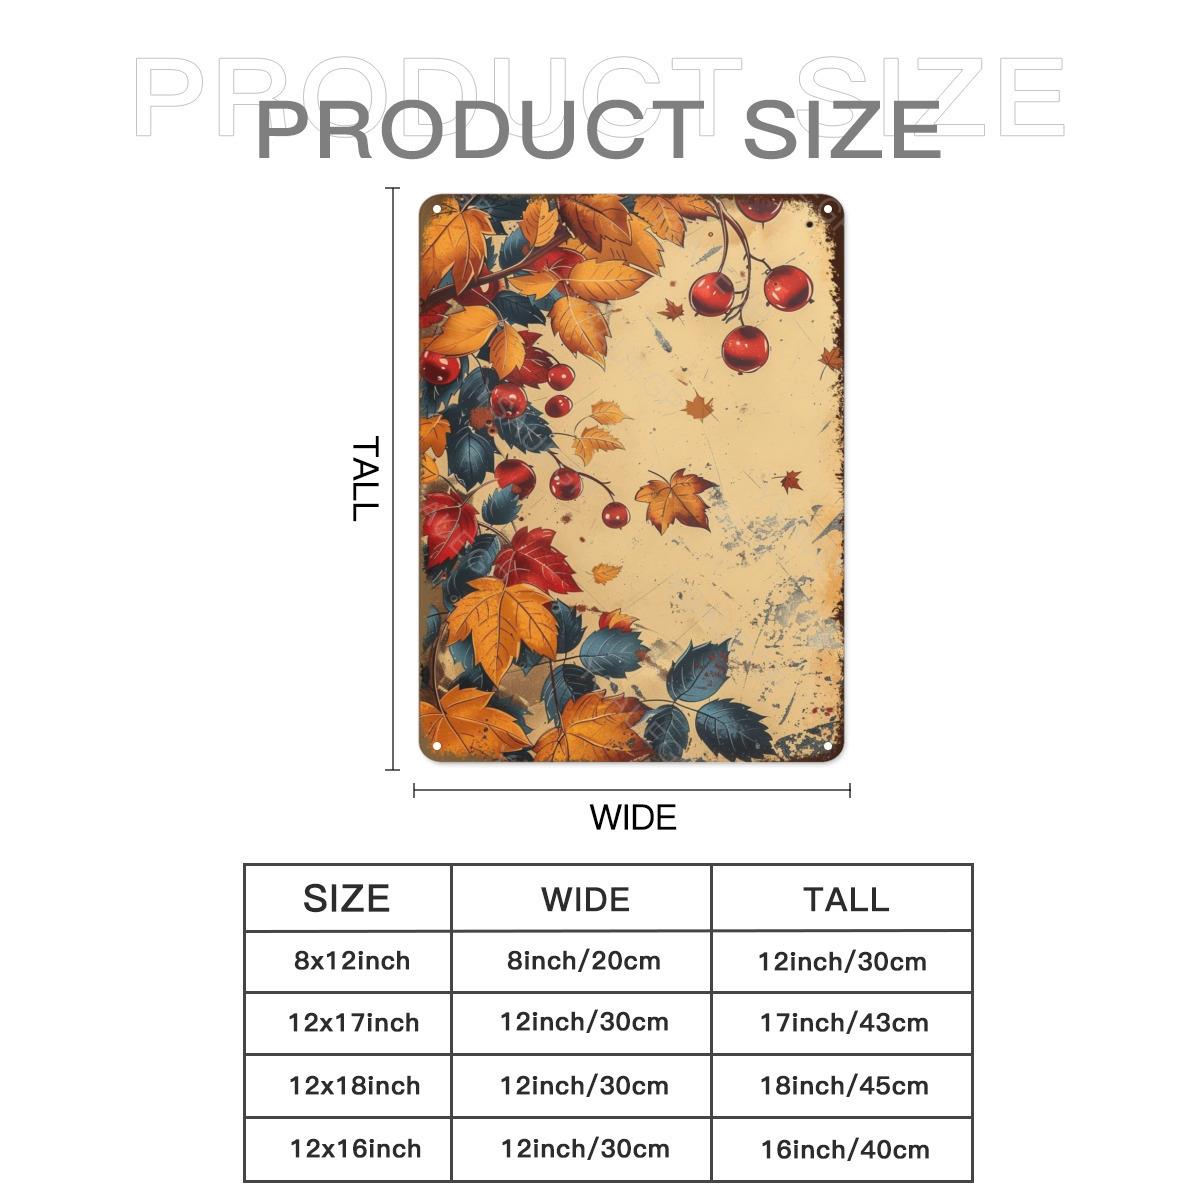 PRODUCT SIZE
PRODUCT SIZE
TALL
WIDE
SIZE WIDE TALL
8x12inch 8inch/20cm 12inch/30cm
12x17inch 12inch/30cm 17inch/43cm
12x18inch 12inch/30cm 18inch/45cm
12x16inch 12inch/30cm 16inch/40cm